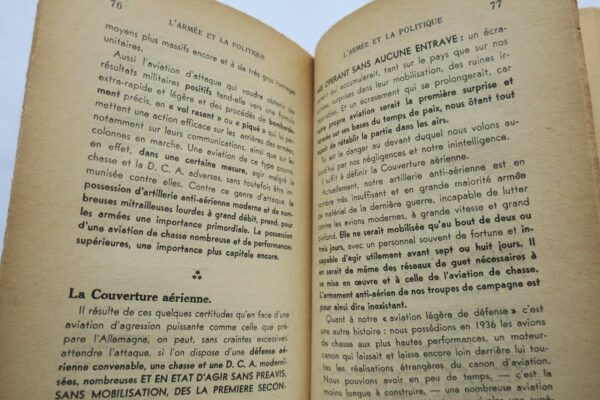 76
L'ARMÉE ET LA POLITIQUE
moyens plus massifs encore et à de très gros tonnages
unitaires.
Aussi l'aviation d'attaque qui voudra obtenir des
résultats militaires positifs tend-elle vers une formule
extra-rapide et légère et des procédés de bombarde-
ment précis, en « vol rasant » ou « piqué » qui lui per-
mettent une action efficace sur les arrières des armées,
notamment sur leurs communications, ainsi que sur les
colonnes en marche. Une aviation de ce type pourra,
en effet, dans une certaine mesure, agir malgré la
chasse et la D. C. A. adverses, sans toutefois être im-
munisée contre elles. Contre ce genre d'attaque, la
possession d'artillerie anti-aérienne moderne et de nom-
breuses mitrailleuses lourdes à grand débit, prend, pour
les armées une importance primordiale. La possession
d'une aviation de chasse nombreuse et de performances
supérieures, une importance plus capitale encore.
La Couverture aérienne.
Il résulte de ces quelques certitudes qu'en face d'une
aviation d'agression puissante comme celle que pré-
pare l'Allemagne, on peut, sans craintes excessives,
attendre l'attaque, si l'on dispose d'une défense aé-
rienne convenable, une chasse et une D. C. A. moderni-
sées, nombreuses ET EN ETAT D'AGIR SANS PREAVIS,
SANS MOBILISATION, DES LA PREMIERE SECON-
77
L'ARMÉE ET LA POLITIQUE
OPERANT SANS AUCUNE ENTRAVE : un écra-
qui accumulerait, tant sur le pays que sur nos
surprises dans leur mobilisation, des ruines ir-
Et un écrasement qui se prolongerait, car
propre aviation serait la première surprise et
sur ses bases du temps de paix, nous ôtant tout
de rétablir la partie dans les airs.
Tel est le danger au devant duquel nous volons au-
par nos négligences et notre inintelligence.
suffit à définir la Couverture aérienne.
Actuellement, notre artillerie anti-aérienne est en
nombre très insuffisant et en grande majorité armée
de matériel de la dernière guerre, incapable de lutter
les avions modernes, à grande vitesse et grand
plafond. Elle ne serait mobilisée qu'au bout de deux ou
trois jours, avec un personnel souvent de fortune et
incapable d'agir utilement avant sept ou huit jours. Il
en serait de même des réseaux de guet nécessaires à
sa mise en œuvre et à celle de l'aviation de chasse.
L'armement anti-aérien de nos troupes de campagne est
pour ainsi dire inexistant.
Quant à notre « aviation légère de défense » c'est
une autre histoire : nous possédions en 1936 les avions
de chasse aux plus hautes performances, un moteur-
canon qui laissait et laisse encore loin derrière lui tou-
tes les réalisations étrangères du canon d'aviation.
Nous pouvions avoir en peu de temps, — c'est le
moins longue à construire, — une nombreuse aviation